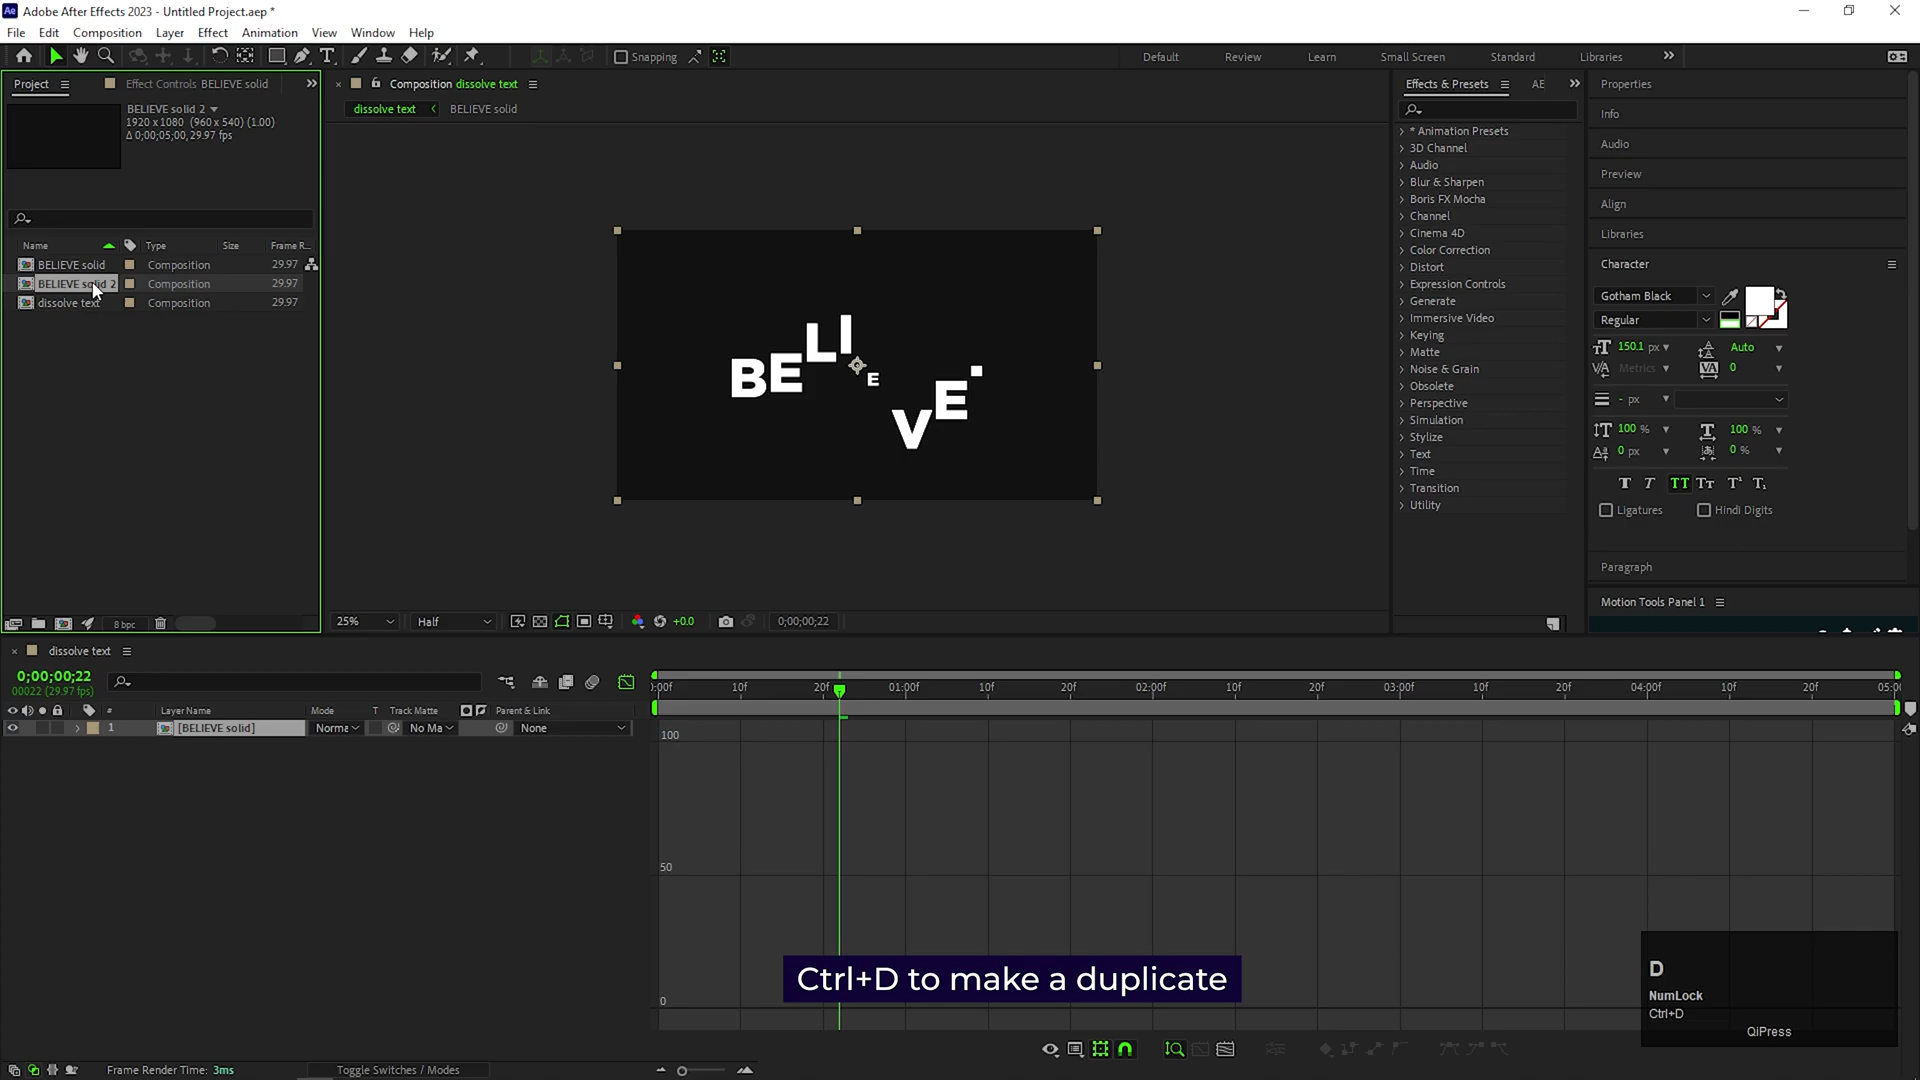 Adobe After Effects 2023 - Untitled Project.aep *
File Edit Composition Layer Effect Animation View Window Help
Snapping
Default Review Learn Small Screen Standard Libraries
Project
Effect Controls BELIEVE solid
BELIEVE solid 2
1920 x 1080 (960 x 540) (1.00)
Δ 0;00;05;00, 29.97 fps
Name Type Size Frame R...
BELIEVE solid Composition 29.97
BELIEVE solid 2 Composition 29.97
dissolve text Composition 29.97
8 bpc
Composition dissolve text
dissolve text BELIEVE solid
BELIEVE.
25% Half +0.0 0;00;00;22
Effects & Presets AE
* Animation Presets
3D Channel
Audio
Blur & Sharpen
Boris FX Mocha
Channel
Cinema 4D
Color Correction
Distort
Expression Controls
Generate
Immersive Video
Keying
Matte
Noise & Grain
Obsolete
Perspective
Simulation
Stylize
Text
Time
Transition
Utility
Properties
Info
Audio
Preview
Align
Libraries
Character
Gotham Black
Regular
150.1 px Auto
Metrics 0
- px
100 % 100 %
0 px 0 %
T T TT Tт T¹ T₁
Ligatures Hindi Digits
Paragraph
Motion Tools Panel 1
dissolve text
0;00;00;22
00022 (29.97 fps)
# Layer Name Mode T Track Matte Parent & Link
1 [BELIEVE solid] Norma No Ma None
0:00f 10f 20f 01:00f 10f 20f 02:00f 10f 20f 03:00f 10f 20f 04:00f 10f 20f 05:0
100
50
0
Ctrl+D to make a duplicate
D
NumLock
Ctrl+D
QiPress
Frame Render Time: 3ms
Toggle Switches / Modes